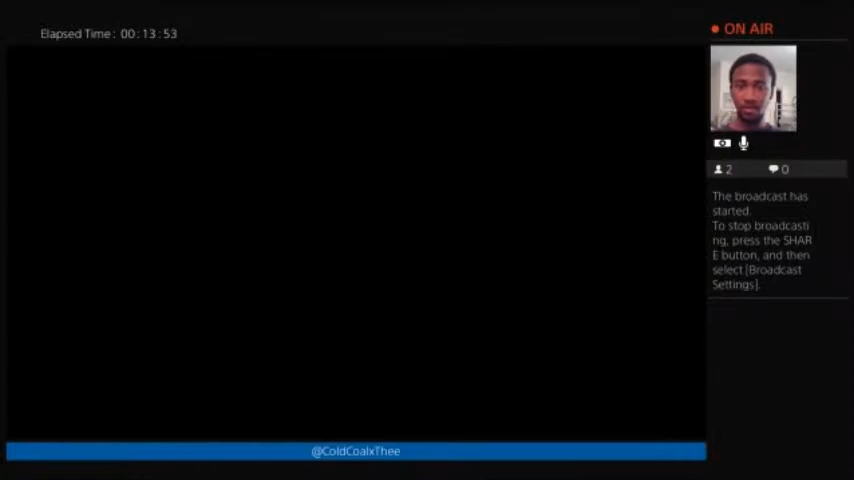 Elapsed Time: 00:13:53
ON AIR
2 0
The broadcast has
started.
To stop broadcasti
ng, press the SHAR
E button, and then
select [Broadcast
Settings].
@ColdCoalxThee